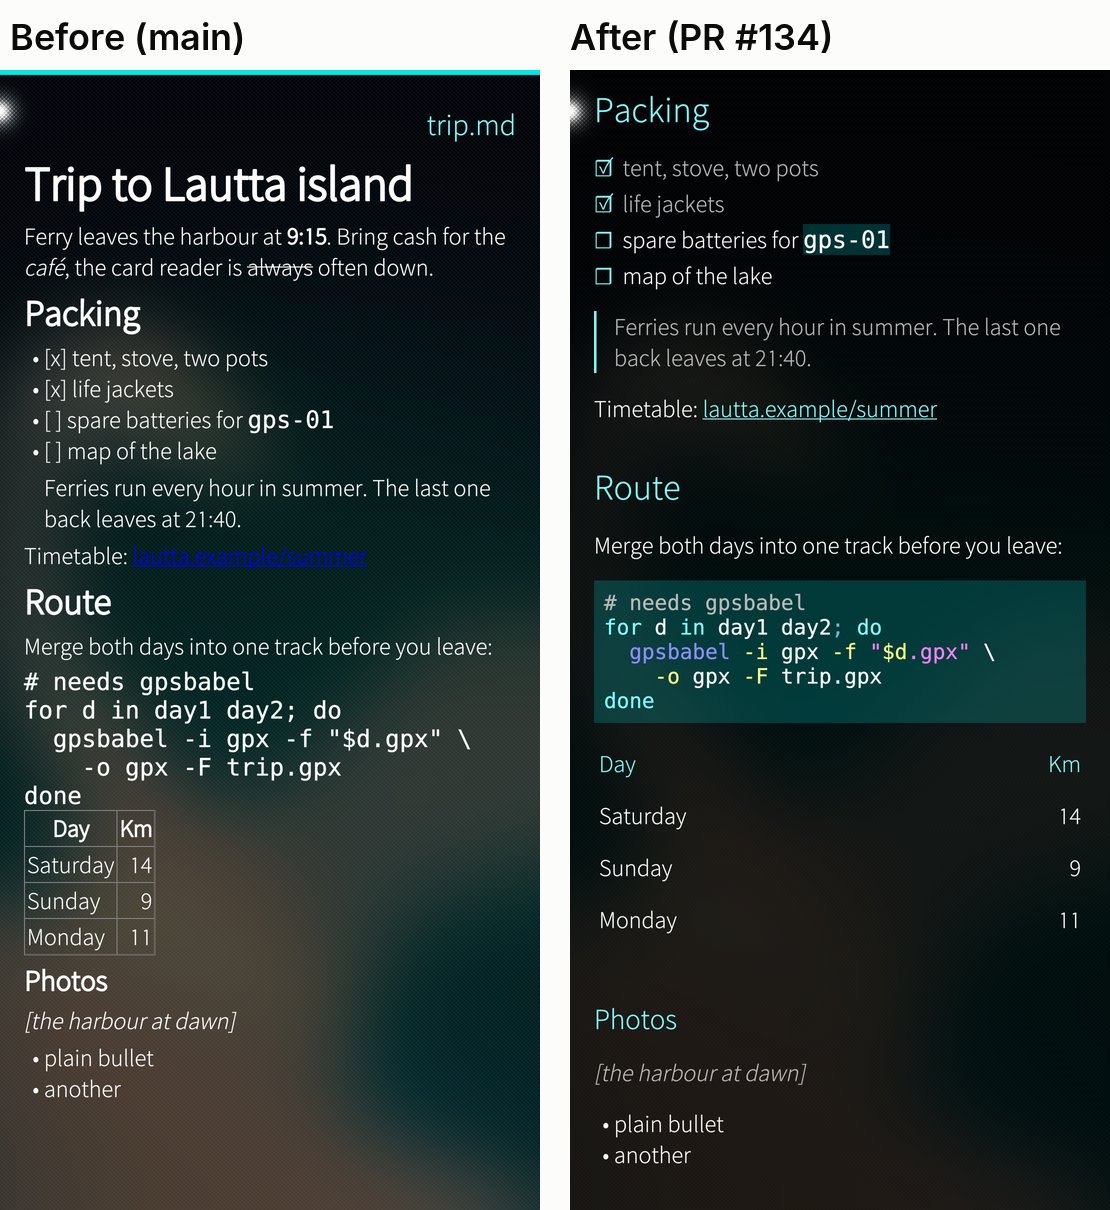 Before (main)
trip.md
Trip to Lautta island
Ferry leaves the harbour at 9:15. Bring cash for the
café, the card reader is always often down.
Packing
• [x] tent, stove, two pots
• [x] life jackets
• [ ] spare batteries for gps-01
• [ ] map of the lake
Ferries run every hour in summer. The last one
back leaves at 21:40.
Timetable: lautta.example/summer
Route
Merge both days into one track before you leave:
# needs gpsbabel
for d in day1 day2; do
  gpsbabel -i gpx -f "$d.gpx" \
    -o gpx -F trip.gpx
done
Day Km
Saturday 14
Sunday 9
Monday 11
Photos
[the harbour at dawn]
• plain bullet
• another
After (PR #134)
Packing
☑ tent, stove, two pots
☑ life jackets
☐ spare batteries for gps-01
☐ map of the lake
Ferries run every hour in summer. The last one
back leaves at 21:40.
Timetable: lautta.example/summer
Route
Merge both days into one track before you leave:
# needs gpsbabel
for d in day1 day2; do
  gpsbabel -i gpx -f "$d.gpx" \
    -o gpx -F trip.gpx
done
Day Km
Saturday 14
Sunday 9
Monday 11
Photos
[the harbour at dawn]
• plain bullet
• another